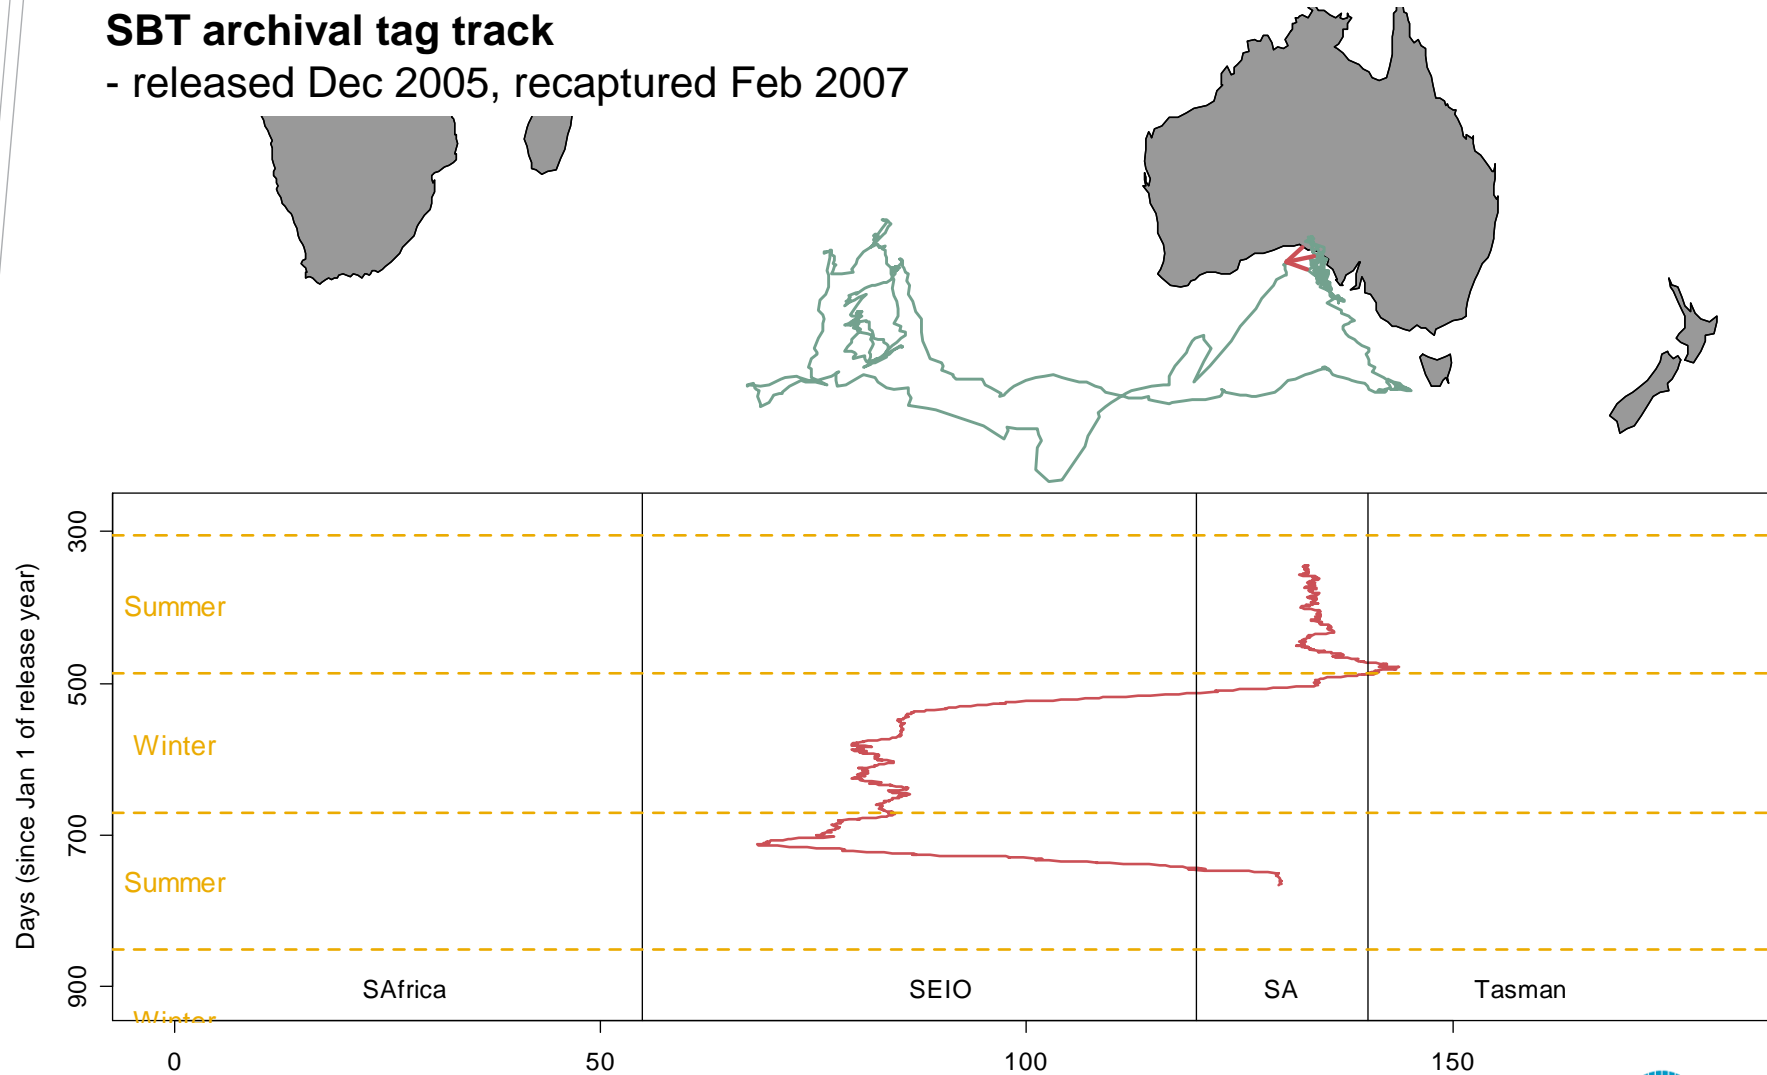 SBT archival tag track
- released Dec 2005, recaptured Feb 2007
Days (since Jan 1 of release year)
300
500
700
900
Summer
Winter
Summer
Winter
SAfrica
SEIO
SA
Tasman
0
50
100
150